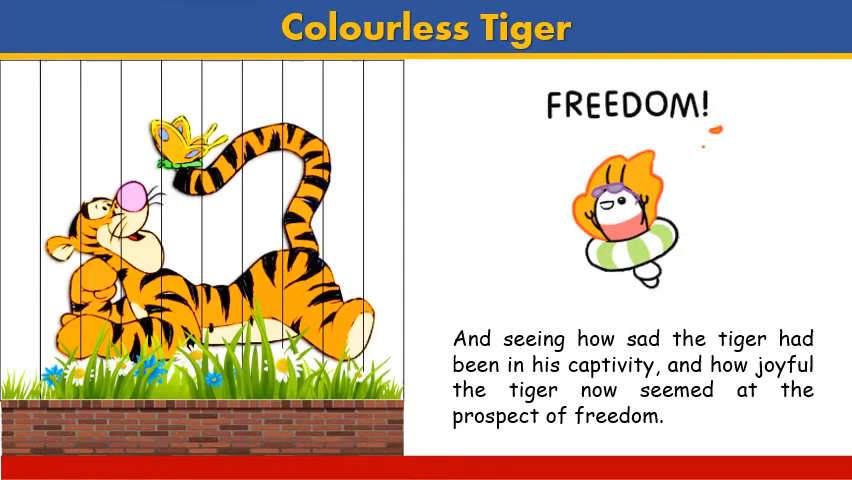 Colourless Tiger
FREEDOM!
And seeing how sad the tiger had
been in his captivity, and how joyful
the tiger now seemed at the
prospect of freedom.